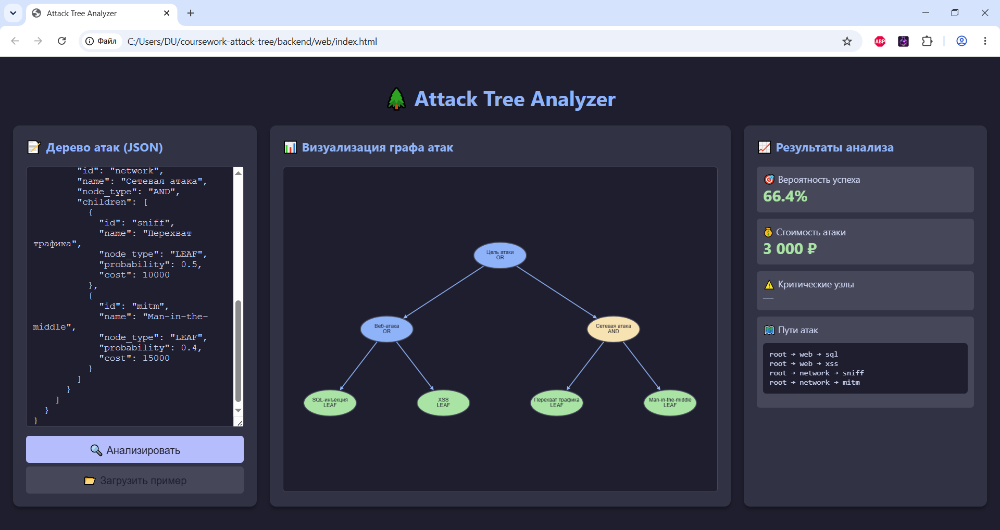 Attack Tree Analyzer
Файл
C:/Users/DU/coursework-attack-tree/backend/web/index.html
ABP
Attack Tree Analyzer
Дерево атак (JSON)
"id": "network",
"name": "Сетевая атака",
"node_type": "AND",
"children": [
{
"id": "sniff",
"name": "Перехват
трафика",
"node_type": "LEAF",
"probability": 0.5,
"cost": 10000
},
{
"id": "mitm",
"name": "Man-in-the-
middle",
"node_type": "LEAF",
"probability": 0.4,
"cost": 15000
}
]
}
]
}
}
Анализировать
Загрузить пример
Визуализация графа атак
Цель атаки
OR
Веб-атака
OR
Сетевая атака
AND
SQL-инъекция
LEAF
XSS
LEAF
Перехват трафика
LEAF
Man-in-the-middle
LEAF
Результаты анализа
Вероятность успеха
66.4%
Стоимость атаки
3 000 ₽
Критические узлы
—
Пути атак
root → web → sql
root → web → xss
root → network → sniff
root → network → mitm